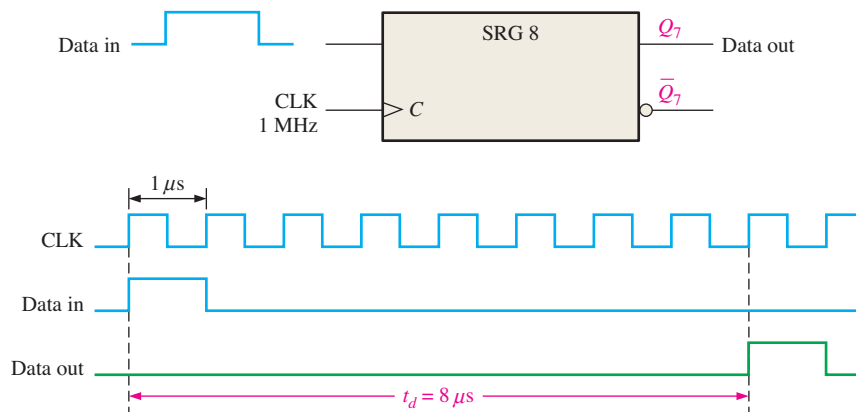 Data in
SRG 8
Q₇
Data out
CLK
1 MHz
C
Q̅₇
1 μs
CLK
Data in
Data out
t_d = 8 μs